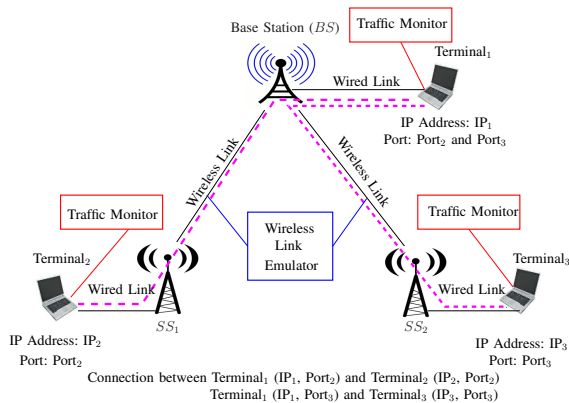 Traffic Monitor
Base Station (BS)
Terminal₁
Wired Link
IP Address: IP₁
Port: Port₂ and Port₃
Wireless Link
Wireless Link
Traffic Monitor
Wireless
Link
Emulator
Traffic Monitor
Terminal₂
Terminal₃
Wired Link
Wired Link
SS₁
SS₂
IP Address: IP₂
Port: Port₂
IP Address: IP₃
Port: Port₃
Connection between Terminal₁ (IP₁, Port₂) and Terminal₂ (IP₂, Port₂)
Terminal₁ (IP₁, Port₃) and Terminal₃ (IP₃, Port₃)